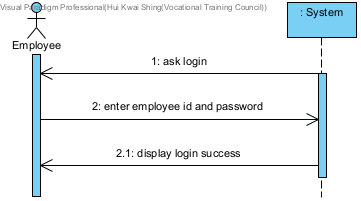 Visual Paradigm Professional(Hui Kwai Shing(Vocational Training Council))
: System
Employee
1: ask login
2: enter employee id and password
2.1: display login success